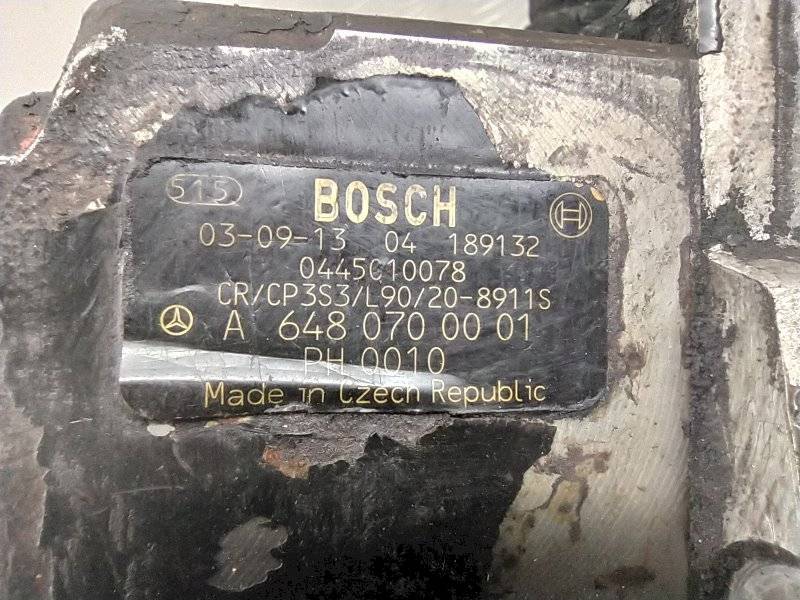 515 BOSCH
03-09-13 04 189132
0445010078
CR/CP3S3/L90/20-8911S
A 648 070 00 01
PH 0010
Made in Czech Republic